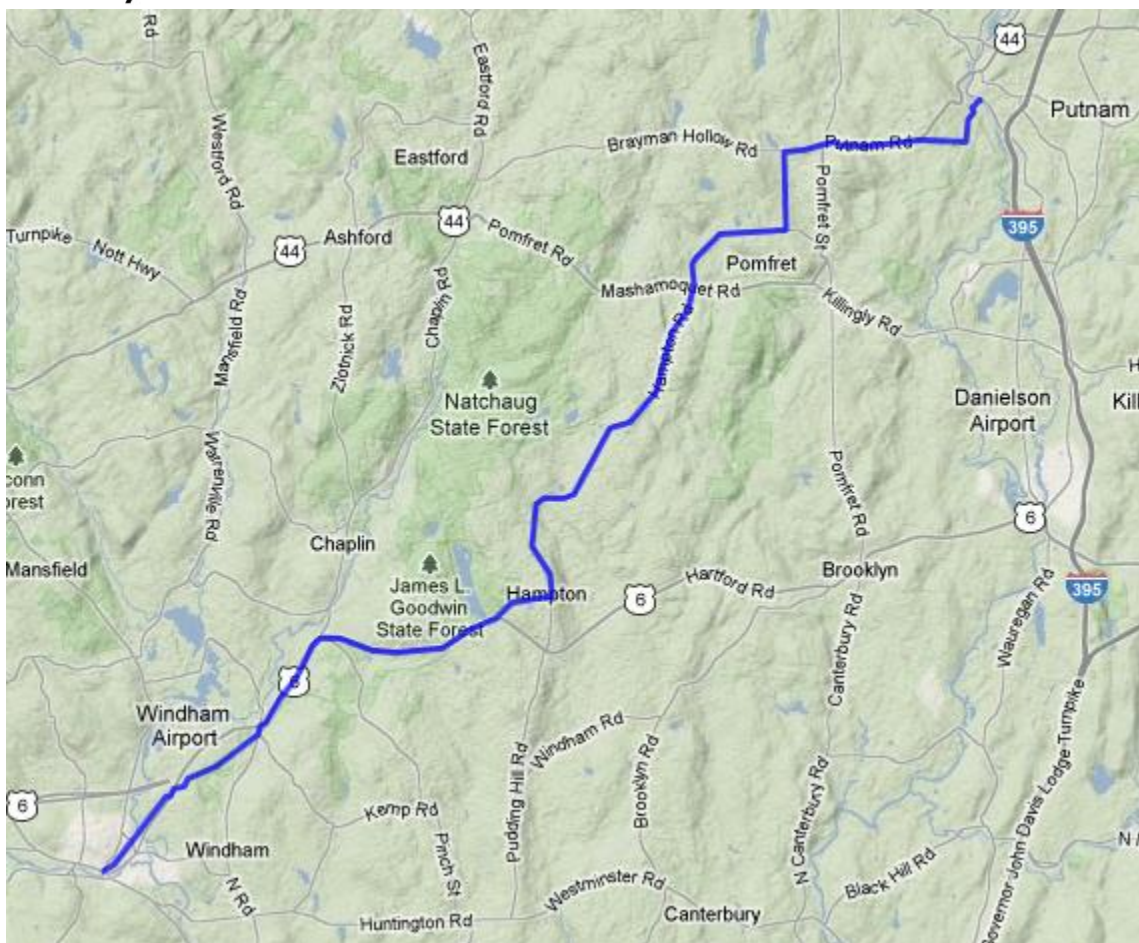 Rd
44
Eastford Rd
Putnam
Westford Rd
Brayman Hollow Rd
Putnam Rd
Eastford
Pomfret St
44
395
Turnpike
Nott Hwy
44
Ashford
Pomfret Rd
Pomfret
Mashamoquet Rd
Killingly Rd
Mansfield Rd
Zlotnick Rd
Chaplin Rd
Hampton Rd
Natchaug
State Forest
Danielson
Airport
Kil
Warrenville Rd
Pomfret Rd
6
conn
orest
Chaplin
Mansfield
James L
Goodwin
State Forest
Hampton
6
Hartford Rd
Brooklyn
395
Wauregan Rd
6
Canterbury Rd
Windham
Airport
Windham Rd
Pudding Hill Rd
Brooklyn Rd
6
Kemp Rd
Pinch St
N Canterbury Rd
Governor John Davis Lodge Turnpike
Windham
N Rd
Black Hill Rd
Westminster Rd
Huntington Rd
Canterbury